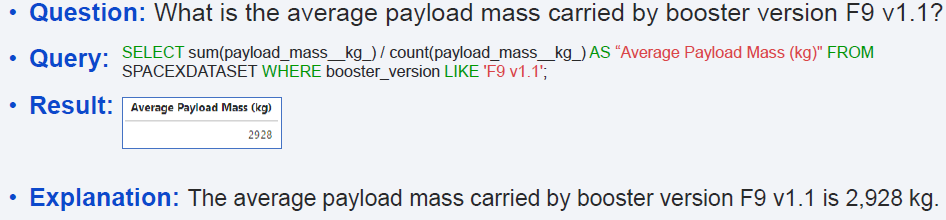 • Question: What is the average payload mass carried by booster version F9 v1.1?
• Query: SELECT sum(payload_mass__kg_) / count(payload_mass__kg_) AS “Average Payload Mass (kg)" FROM
SPACEXDATASET WHERE booster_version LIKE 'F9 v1.1';
• Result: Average Payload Mass (kg)
2928
• Explanation: The average payload mass carried by booster version F9 v1.1 is 2,928 kg.